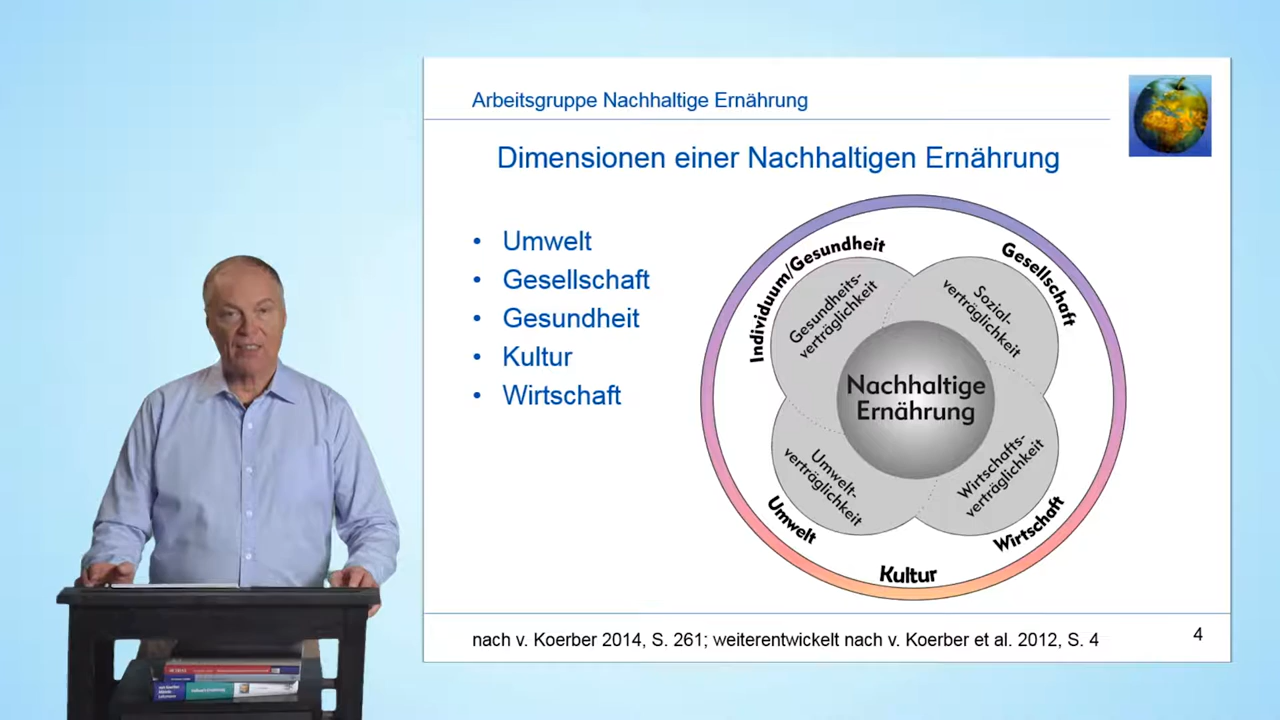 Arbeitsgruppe Nachhaltige Ernährung
Dimensionen einer Nachhaltigen Ernährung
• Umwelt
• Gesellschaft
• Gesundheit
• Kultur
• Wirtschaft
Individuum/Gesundheit
Gesellschaft
Gesundheits-
verträglichkeit
Sozial-
verträglichkeit
Nachhaltige
Ernährung
Umwelt-
verträglichkeit
Wirtschafts-
verträglichkeit
Umwelt
Wirtschaft
Kultur
nach v. Koerber 2014, S. 261; weiterentwickelt nach v. Koerber et al. 2012, S. 4
4